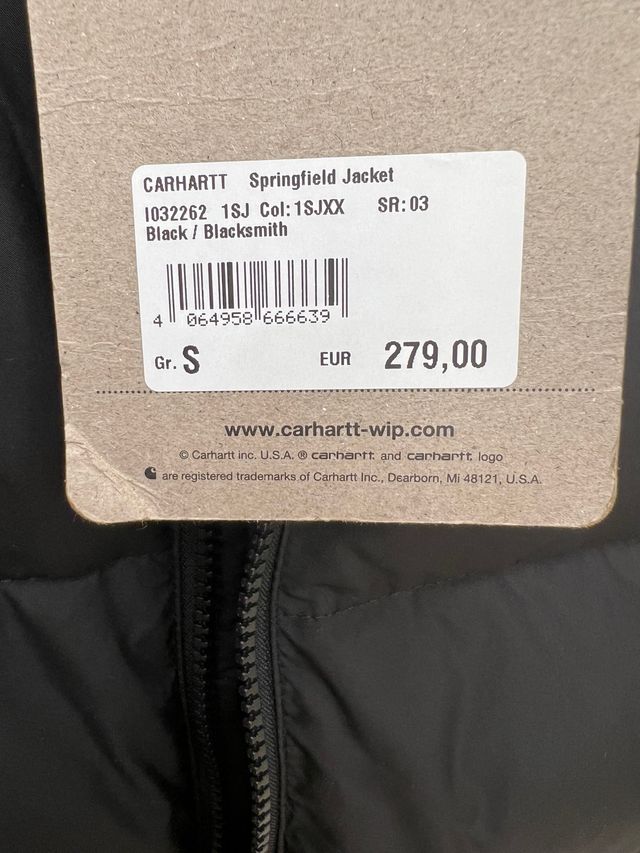 CARHARTT Springfield Jacket
I032262 1SJ Col:1SJXX SR:03
Black / Blacksmith
4 064958 666639
Gr. S EUR 279,00
www.carhartt-wip.com
© Carhartt inc. U.S.A. ® carhartt and carhartt logo
are registered trademarks of Carhartt Inc., Dearborn, Mi 48121, U.S.A.